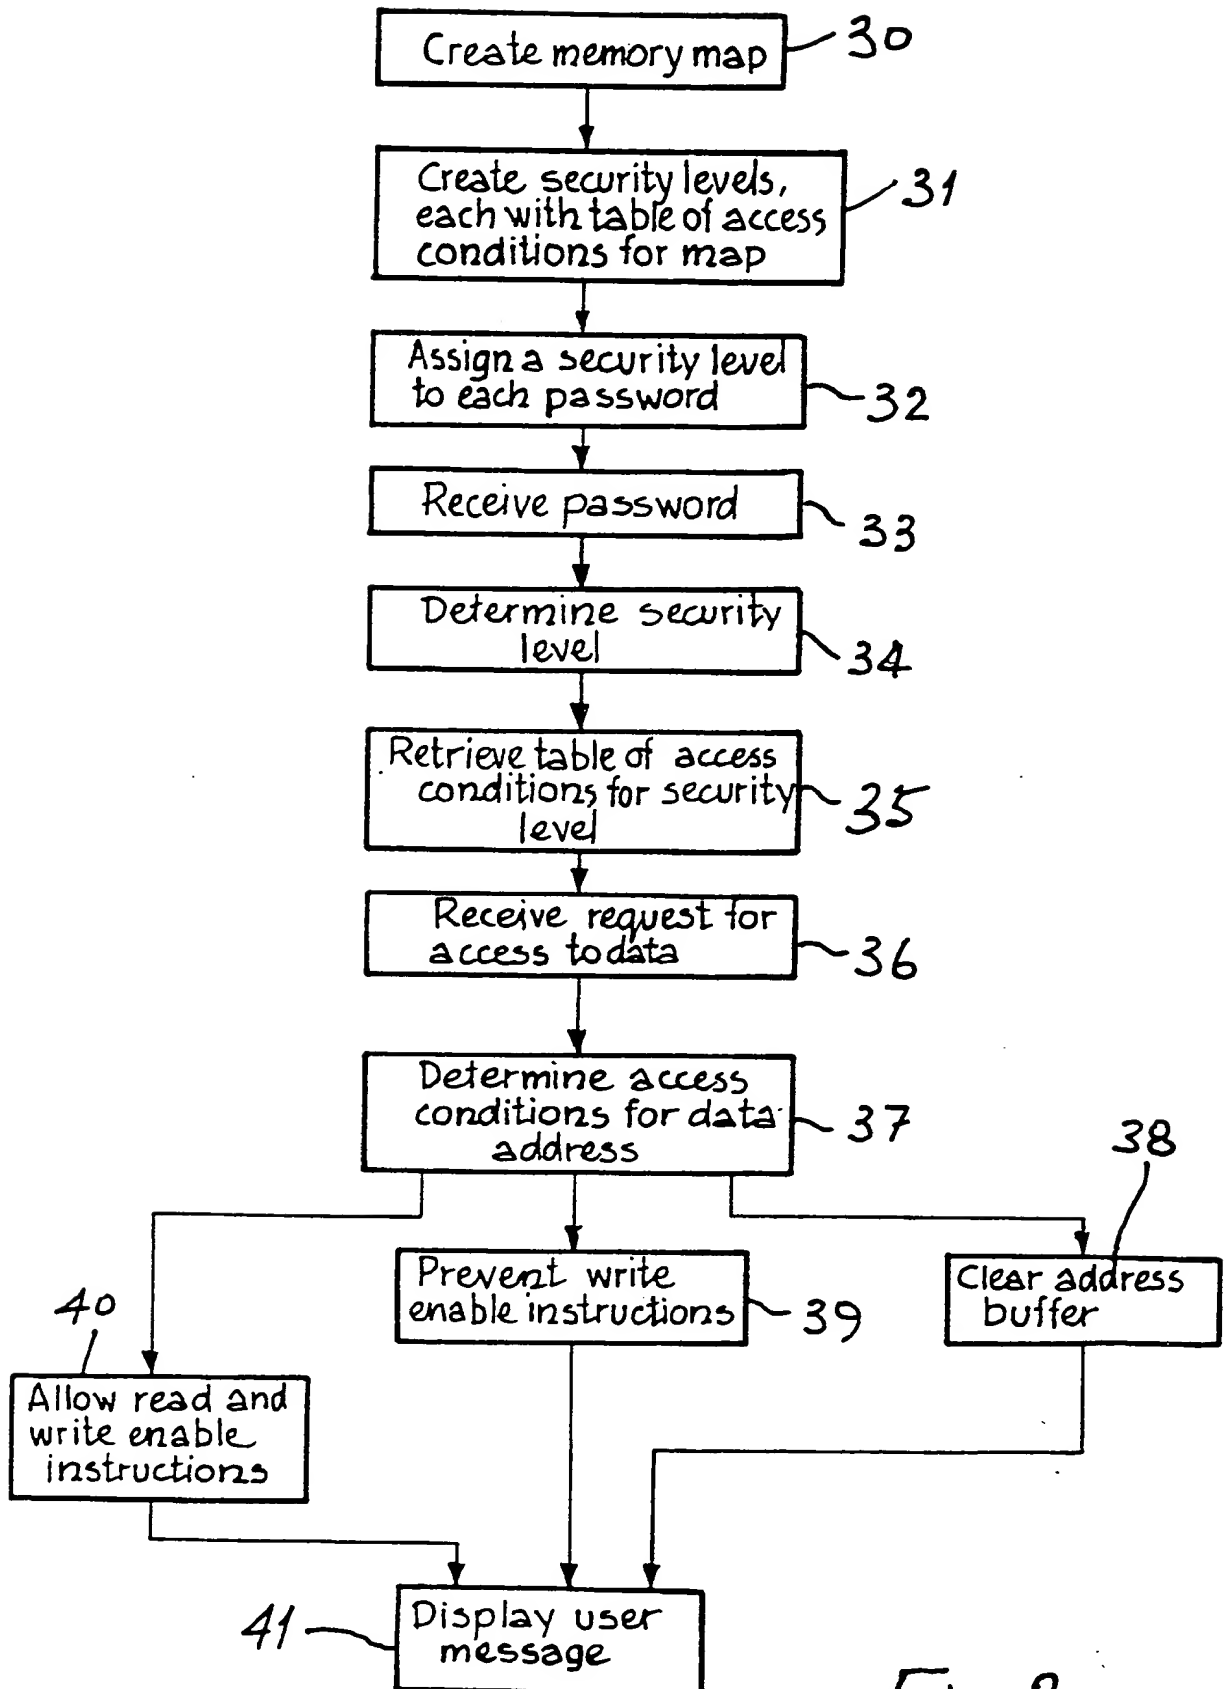 Create memory map
30
Create security levels,
each with table of access
conditions for map
31
Assign a security level
to each password
32
Receive password
33
Determine security
level
34
Retrieve table of access
conditions for security
level
35
Receive request for
access to data
36
Determine access
conditions for data
address
37
38
Prevent write
enable instructions
39
Clear address
buffer
40
Allow read and
write enable
instructions
41
Display user
message